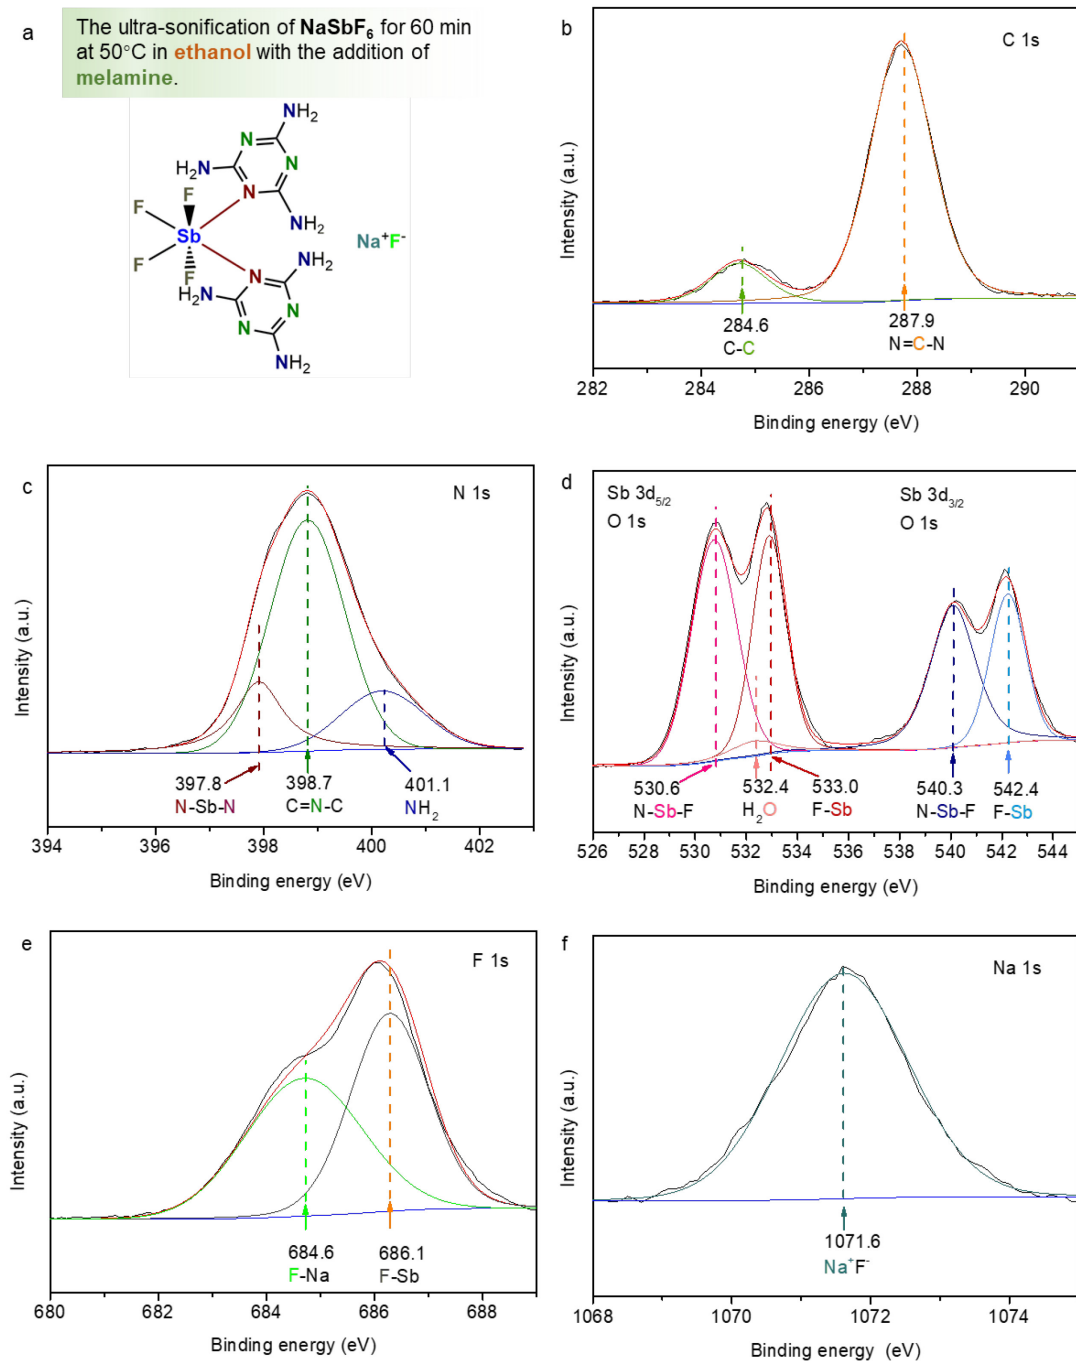 a
The ultra-sonification of NaSbF₆ for 60 min
at 50°C in ethanol with the addition of
melamine.
NH₂
N
H₂N
N
N
NH₂
F
F
Sb
F
F
Na⁺F⁻
NH₂
N
H₂N
N
N
NH₂
b
C 1s
Intensity (a.u.)
284.6
C-C
287.9
N=C-N
282 284 286 288 290
Binding energy (eV)
c
N 1s
Intensity (a.u.)
397.8
N-Sb-N
398.7
C=N-C
401.1
NH₂
394 396 398 400 402
Binding energy (eV)
d
Sb 3d₅/₂
O 1s
Sb 3d₃/₂
O 1s
Intensity (a.u.)
530.6
N-Sb-F
532.4
H₂O
533.0
F-Sb
540.3
N-Sb-F
542.4
F-Sb
526 528 530 532 534 536 538 540 542 544
Binding energy (eV)
e
F 1s
Intensity (a.u.)
684.6
F-Na
686.1
F-Sb
680 682 684 686 688
Binding energy (eV)
f
Na 1s
Intensity (a.u.)
1071.6
Na⁺F⁻
1068 1070 1072 1074
Binding energy (eV)